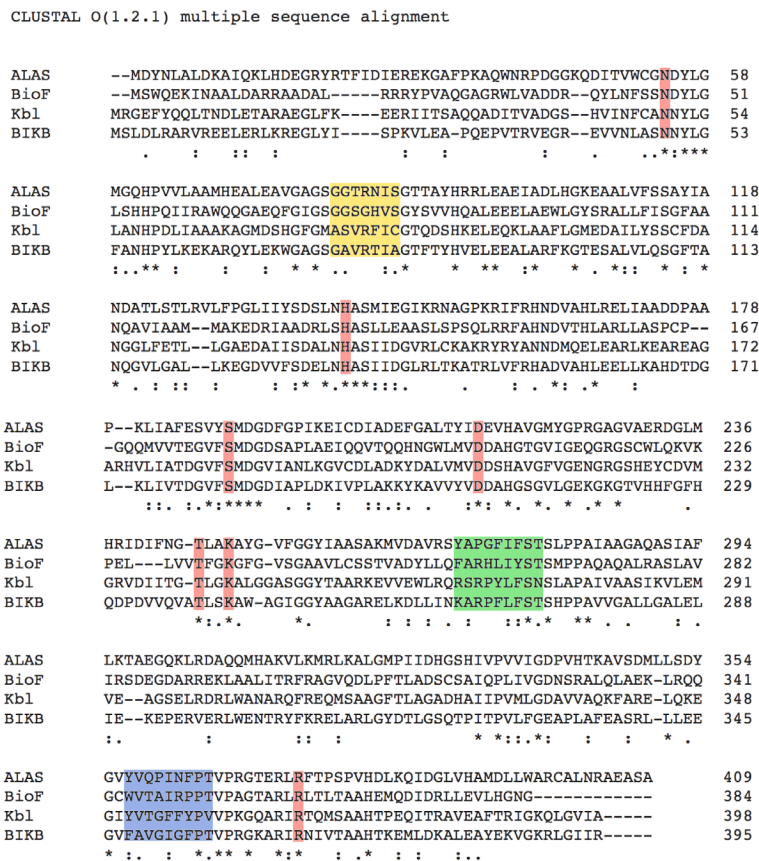 CLUSTAL O(1.2.1) multiple sequence alignment
ALAS --MDYNLALDKAIQKLHDEGRYRTFIDIEREKGAFPKAQWNRPDGGKQDITVWCGNDYLG 58
BioF --MSWQEKINAALDARRAADAL----RRRYPVAQGAGRWLVADDR--QYLNFSSNDYLG 51
Kbl MRGEFYQQLTNDLETARAEGLFK----EERIITSAQQADITVADGS--HVINFCANNYLG 54
BIKB MSLDLRARVREELERLKREGLYI----SPKVLEA-PQEPVTRVEGR--EVVNLASNNYLG 53
. : :: : : : . . ..*:***
ALAS MGQHPVVLAAMHEALEAVGAGSGGTRNISGTTAYHRRLEAEIADLHGKEAALVFSSAYIA 118
BioF LSHHPQIIRAWQQGAEQFGIGSGGSGHVSGYSVVHQALEEELAEWLGYSRALLFISGFAA 111
Kbl LANHPDLIAAAKAGMDSHGFGMASVRFICGTQDSHKELEQKLAAFLGMEDAILYSSCFDA 114
BIKB FANHPYLKEKARQYLEKWGAGSGAVRTIAGTFTYHVELEEALARFKGTESALVLQSGFTA 113
:..** : : * * .. :.* * ** :* * . *:: * : *
ALAS NDATLSTLRVLFPGLIIYSDSLNHASMIEGIKRNAGPKRIFRHNDVAHLRELIAADDPAA 178
BioF NQAVIAAM--MAKEDRIAADRLSHASLLEAASLSPSQLRRFAHNDVTHLARLLASPCP-- 167
Kbl NGGLFETL--LGAEDAIISDALNHASIIDGVRLCKAKRYRYANNDMQELEARLKEAREAG 172
BIKB NQGVLGAL--LKEGDVVFSDELNHASIIDGLRLTKATRLVFRHADVAHLEELLKAHDTDG 171
* . : : : :* *.***:::. . : : *: .* :
ALAS P--KLIAFESVYSMDGDFGPIKEICDIADEFGALTYIDEVHAVGMYGPRGAGVAERDGLM 236
BioF -GQQMVVTEGVFSMDGDSAPLAEIQQVTQQHNGWLMVDDAHGTGVIGEQGRGSCWLQKVK 226
Kbl ARHVLIATDGVFSMDGVIANLKGVCDLADKYDALVMVDDSHAVGFVGENGRGSHEYCDVM 232
BIKB L--KLIVTDGVFSMDGDIAPLDKIVPLAKKYKAVVYVDDAHGSGVLGEKGKGTVHHFGFH 229
::. :.*:**** . : : ::.: . :*: *. *. * .* * .
ALAS HRIDIFNG-TLAKAYG-VFGGYIAASAKMVDAVRSYAPGFIFSTSLPPAIAAGAQASIAF 294
BioF PEL---LVVTFGKGFG-VSGAAVLCSSTVADYLLQFARHLIYSTSMPPAQAQALRASLAV 282
Kbl GRVDIITG-TLGKALGGASGGYTAARKEVVEWLRQRSRPYLFSNSLAPAIVAASIKVLEM 291
BIKB QDPDVVQVATLSKAW-AGIGGYAAGARELKDLLINKARPFLFSTSHPPAVVGALLGALEL 288
*:.*. *. : : . : ::*.* .** . . : .
ALAS LKTAEGQKLRDAQQMHAKVLKMRLKALGMPIIDHGSHIVPVVIGDPVHTKAVSDMLLSDY 354
BioF IRSDEGDARREKLAALITRFRAGVQDLPFTLADSCSAIQPLIVGDNSRALQLAEK-LRQQ 341
Kbl VE--AGSELRDRLWANARQFREQMSAAGFTLAGADHAIIPVMLGDAVVAQKFARE-LQKE 348
BIKB IE--KEPERVERLWENTRYFKRELARLGYDTLGSQTPITPVLFGEAPLAFEASRL-LLEE 345
:. : :: : * *::.*: : * .
ALAS GVYVQPINFPTVPRGTERLRFTPSPVHDLKQIDGLVHAMDLLWARCALNRAEASA 409
BioF GCWVTAIRPPTVPAGTARLRLTLTAAHEMQDIDRLLEVLHGNG------------ 384
Kbl GIYVTGFFYPVVPKGQARIRTQMSAAHTPEQITRAVEAFTRIGKQLGVIA----- 398
BIKB GVFAVGIGFPTVPRGKARIRNIVTAAHTKEMLDKALEAYEKVGKRLGIIR----- 395
* :. : *.** * *:* : .* : : :.